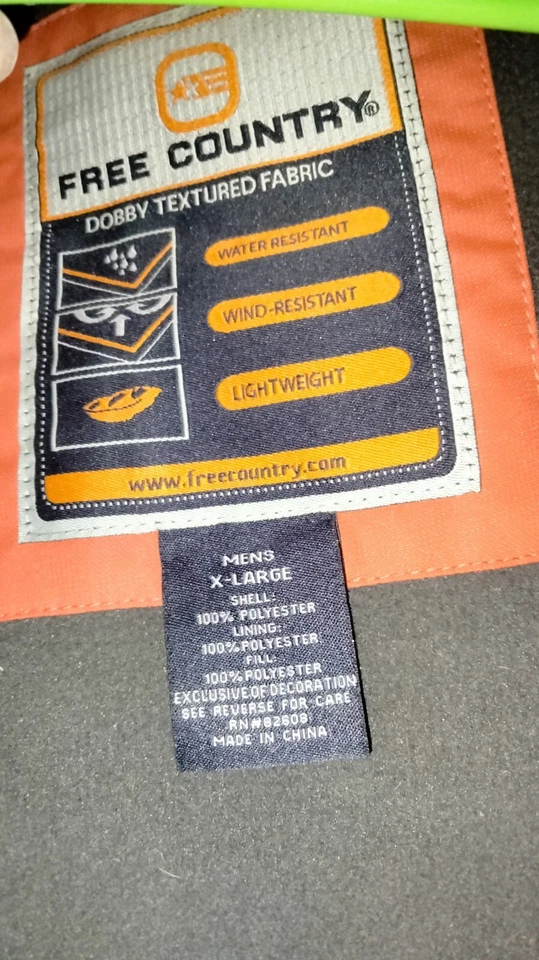 FREE COUNTRY®
DOBBY TEXTURED FABRIC
WATER RESISTANT
WIND-RESISTANT
LIGHTWEIGHT
www.freecountry.com
MENS
X-LARGE
SHELL:
100% POLYESTER
LINING:
100% POLYESTER
FILL:
100% POLYESTER
EXCLUSIVE OF DECORATION
SEE REVERSE FOR CARE
RN#82608
MADE IN CHINA